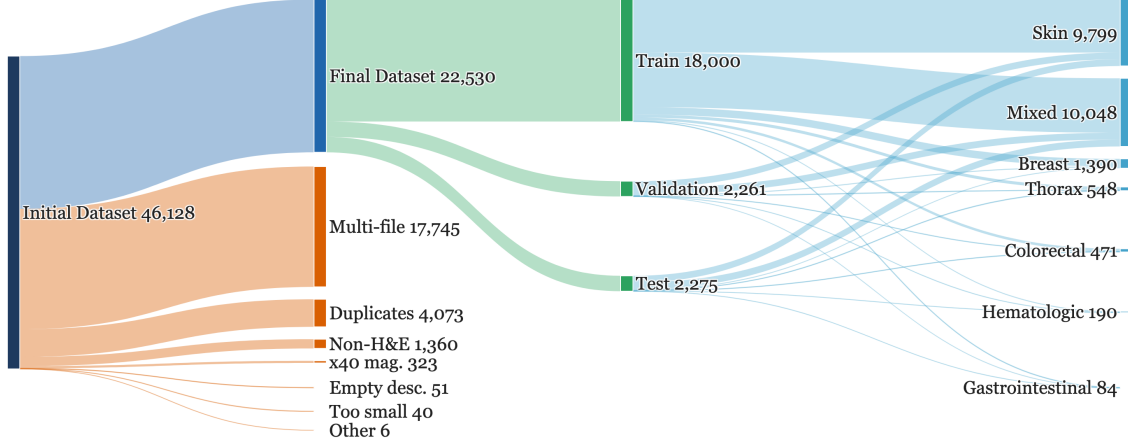 Initial Dataset 46,128
Final Dataset 22,530
Multi-file 17,745
Duplicates 4,073
Non-H&E 1,360
x40 mag. 323
Empty desc. 51
Too small 40
Other 6
Train 18,000
Validation 2,261
Test 2,275
Skin 9,799
Mixed 10,048
Breast 1,390
Thorax 548
Colorectal 471
Hematologic 190
Gastrointestinal 84